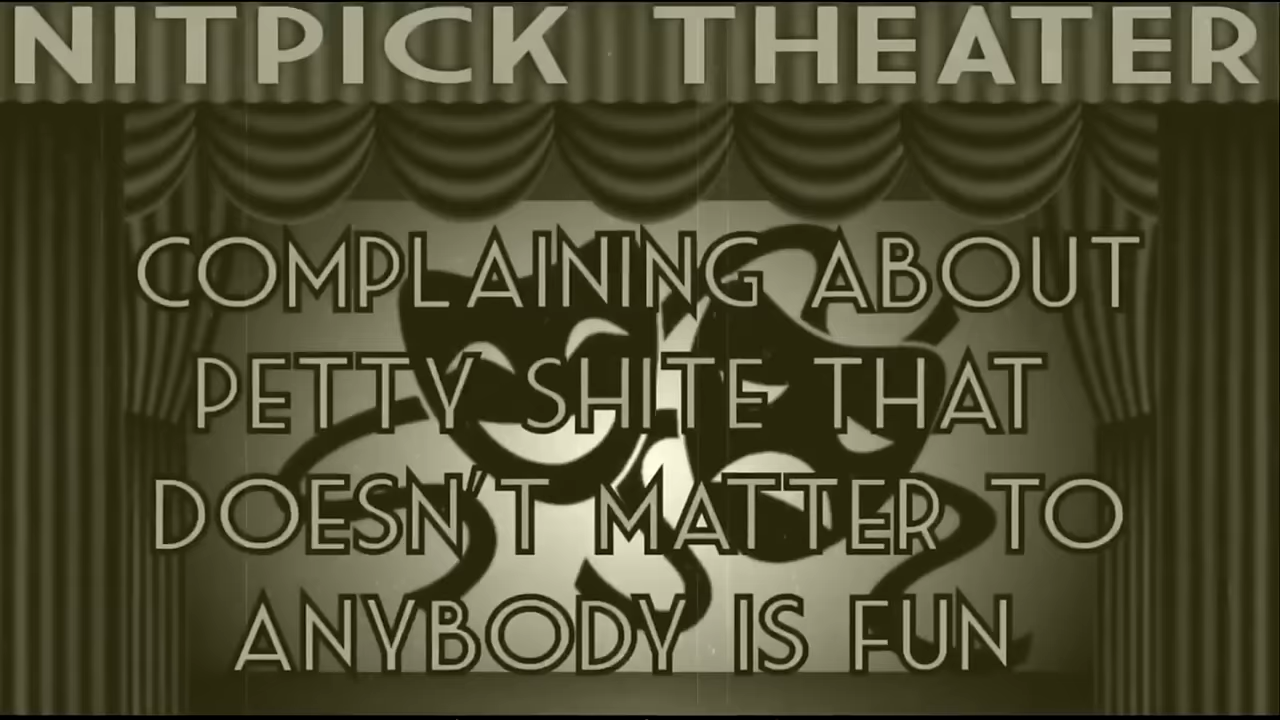 NITPICK THEATER
COMPLAINING ABOUT
PETTY SHITE THAT
DOESN'T MATTER TO
ANYBODY IS FUN